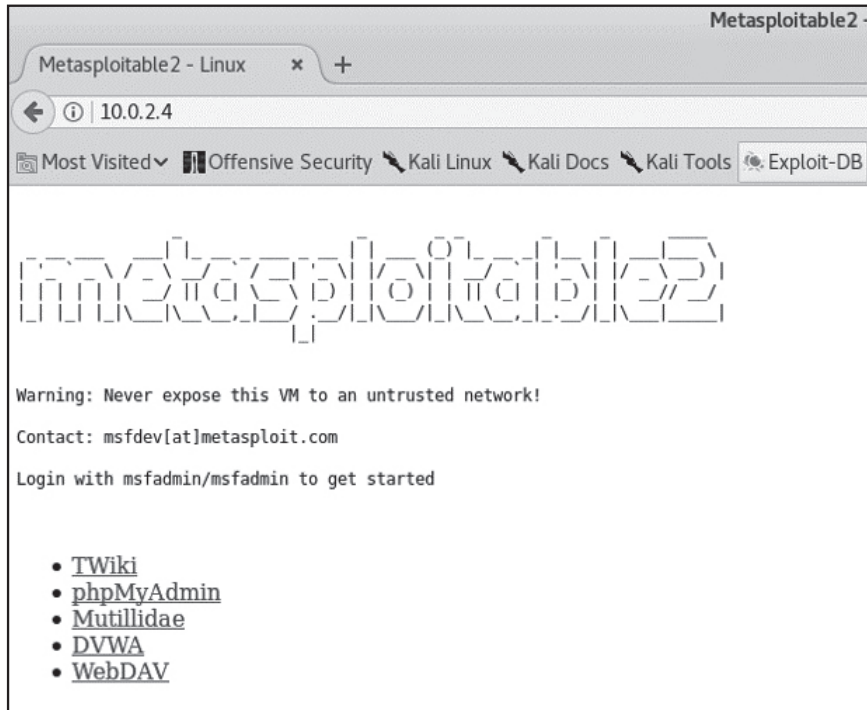 Metasploitable2 -
Metasploitable2 - Linux × +
10.0.2.4
Most Visited Offensive Security Kali Linux Kali Docs Kali Tools Exploit-DB
metasploitable2
Warning: Never expose this VM to an untrusted network!
Contact: msfdev[at]metasploit.com
Login with msfadmin/msfadmin to get started
• TWiki
• phpMyAdmin
• Mutillidae
• DVWA
• WebDAV